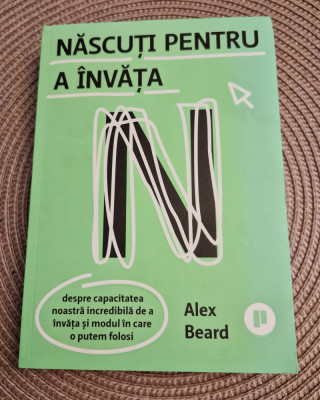 NĂSCUȚI PENTRU
A ÎNVĂȚA
N
despre capacitatea
noastră incredibilă de a
învăța și modul în care
o putem folosi
Alex
Beard